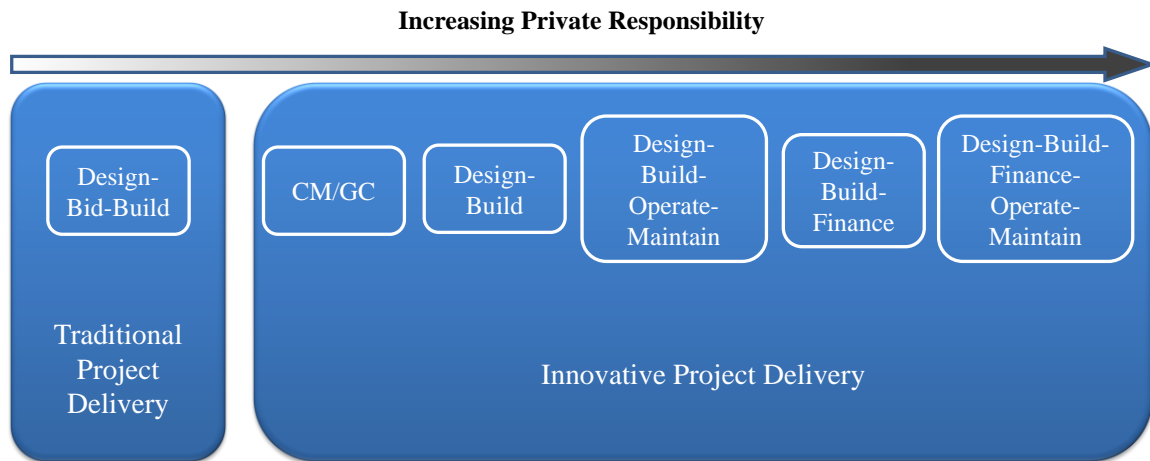 Increasing Private Responsibility
Design-
Bid-Build
CM/GC
Design-
Build
Design-
Build-
Operate-
Maintain
Design-
Build-
Finance
Design-Build-
Finance-
Operate-
Maintain
Traditional
Project
Delivery
Innovative Project Delivery